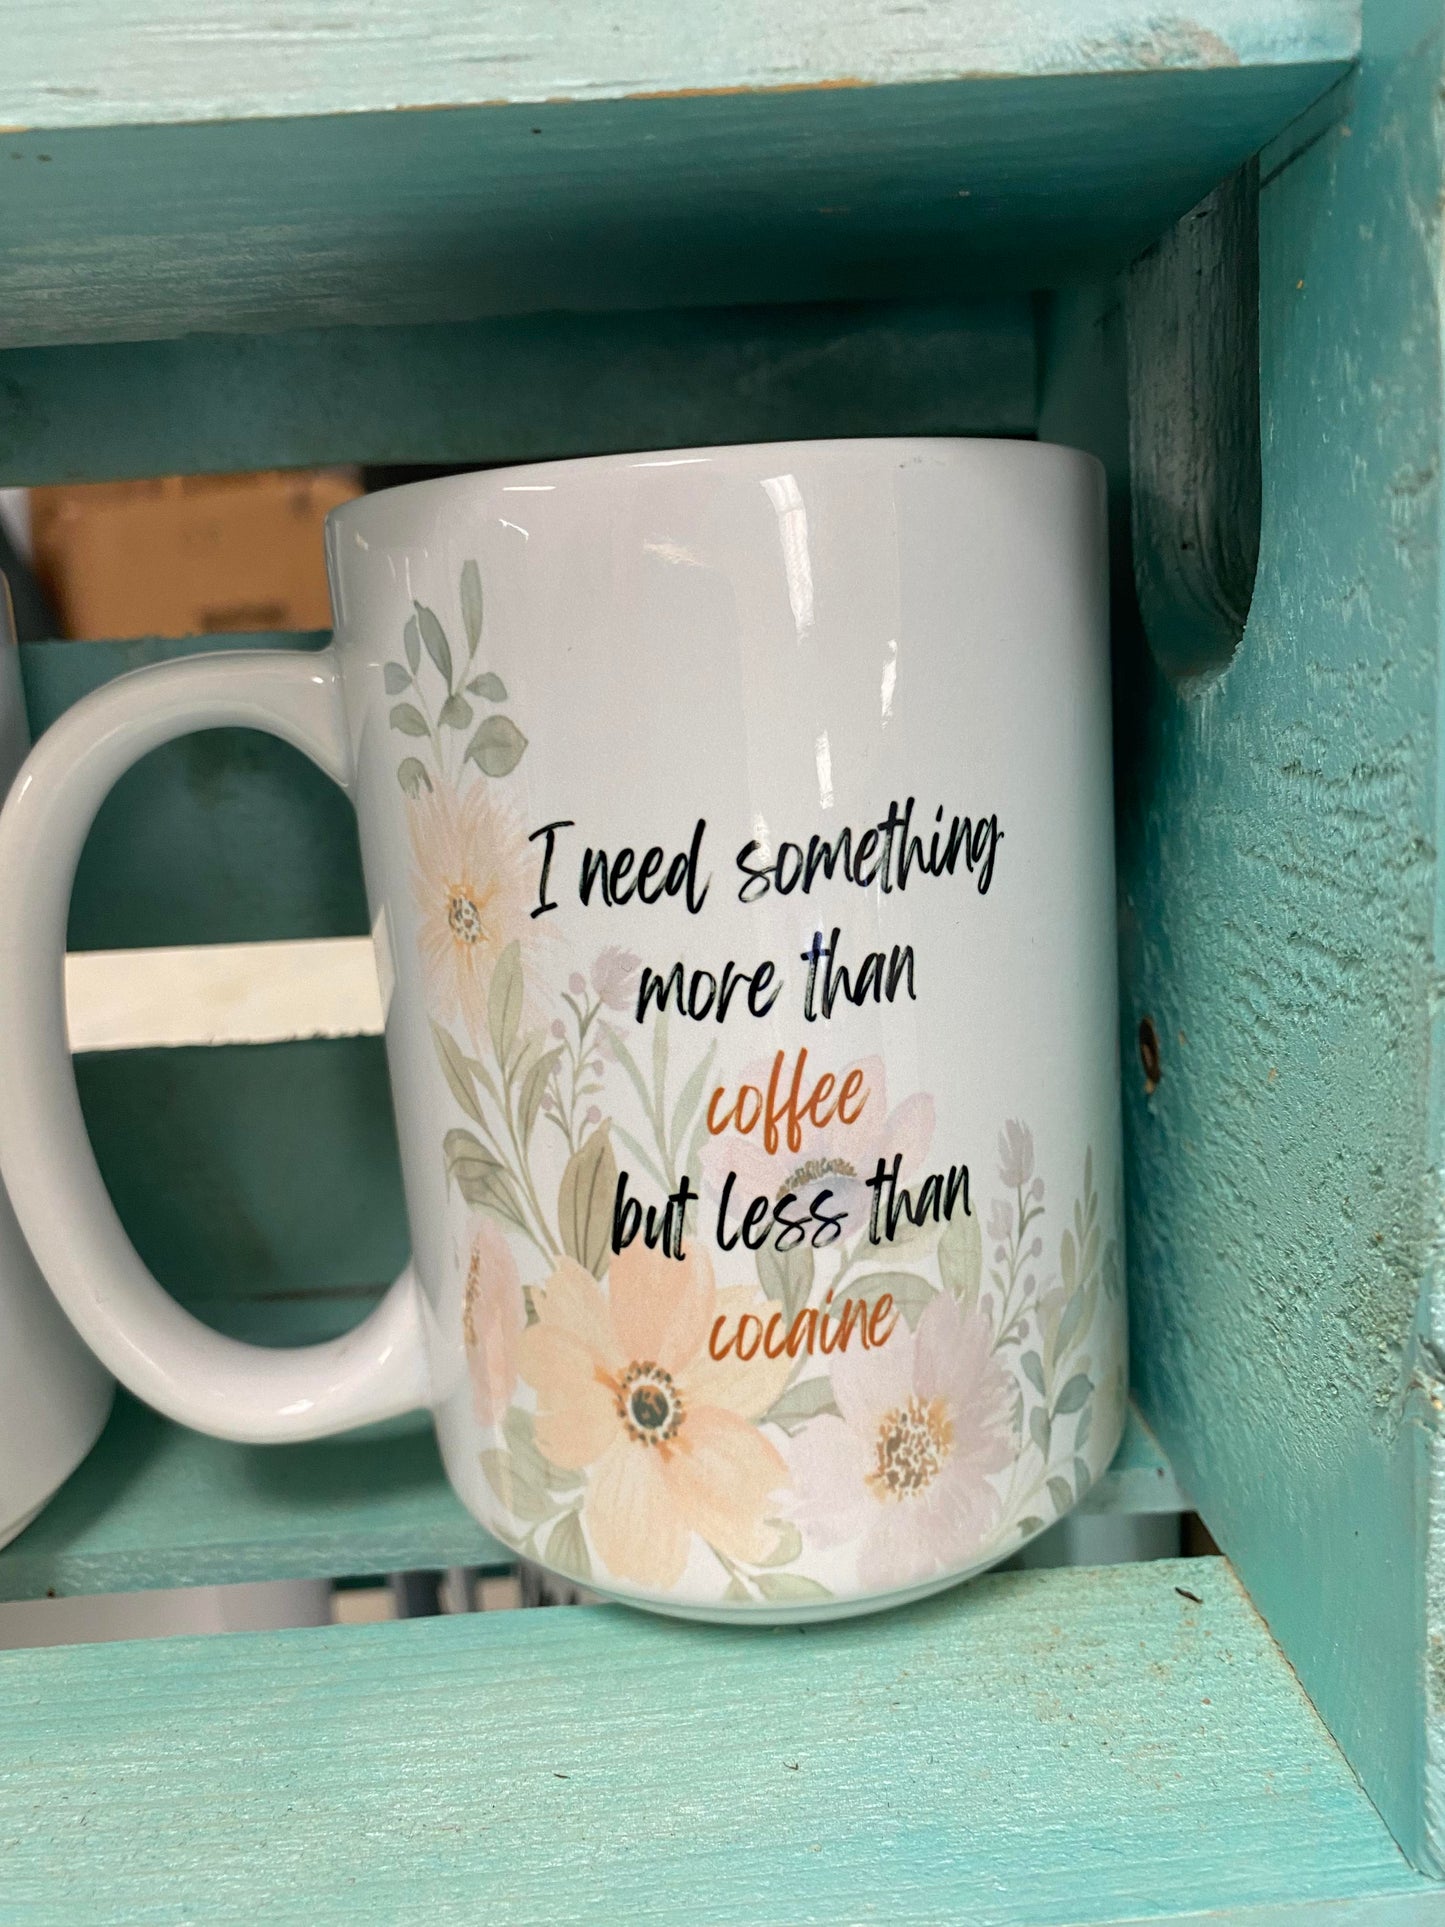 I need something
more than
coffee
but less than
cocaine